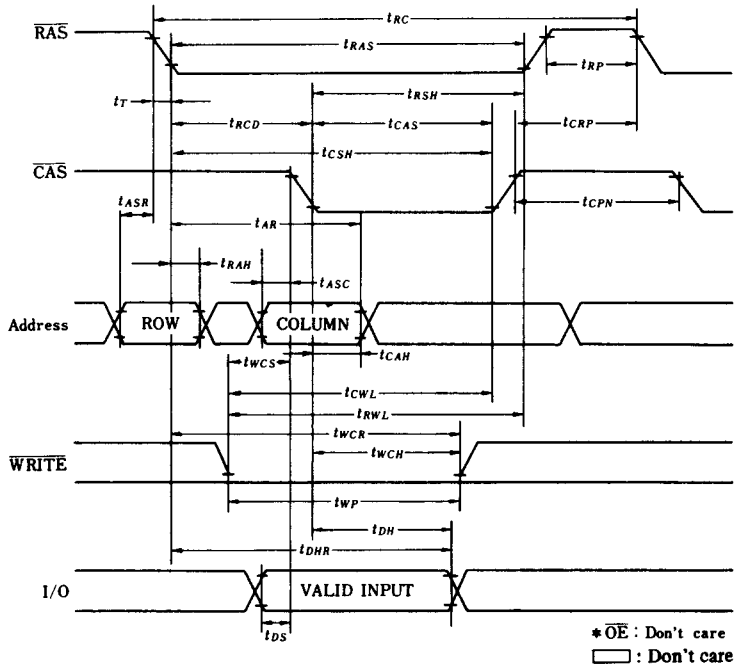 tRC
RAS
tRAS
tRP
tT
tRSH
tRCD
tCAS
tCRP
tCSH
CAS
tASR
tCPN
tAR
tRAH
tASC
Address
ROW
COLUMN
tCAH
tWCS
tCWL
tRWL
tWCR
WRITE
tWCH
tWP
tDH
tDHR
I/O
VALID INPUT
tDS
* OE : Don't care
: Don't care